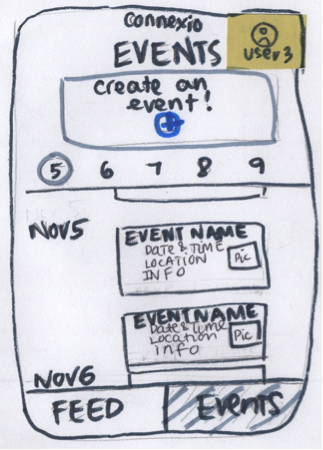 Connexio
EVENTS
user3
Create an
event!
+
5 6 7 8 9
NOV5
EVENT NAME
DATE & TIME
LOCATION
INFO
Pic
EVENT NAME
Date & time
Location
info
Pic
NOV6
FEED
Events